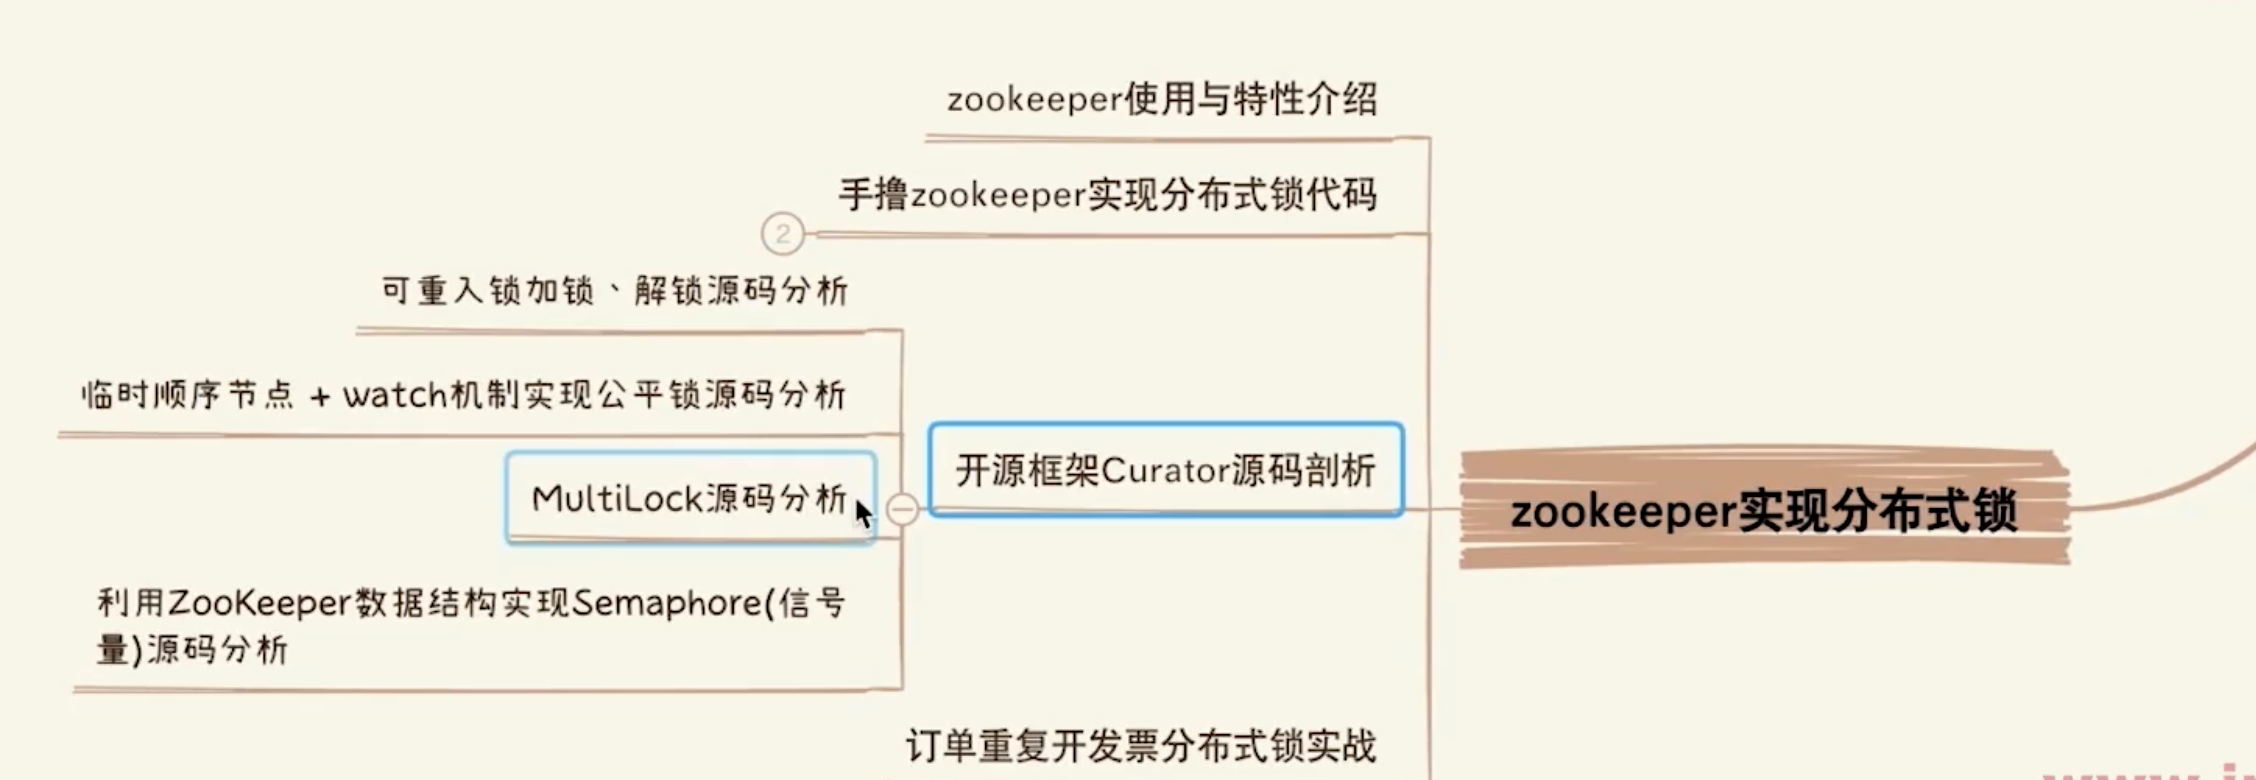 zookeeper使用与特性介绍
手撸zookeeper实现分布式锁代码
2
可重入锁加锁、解锁源码分析
临时顺序节点 + watch机制实现公平锁源码分析
开源框架Curator源码剖析
MultiLock源码分析
zookeeper实现分布式锁
利用ZooKeeper数据结构实现Semaphore(信号
量)源码分析
订单重复开发票分布式锁实战